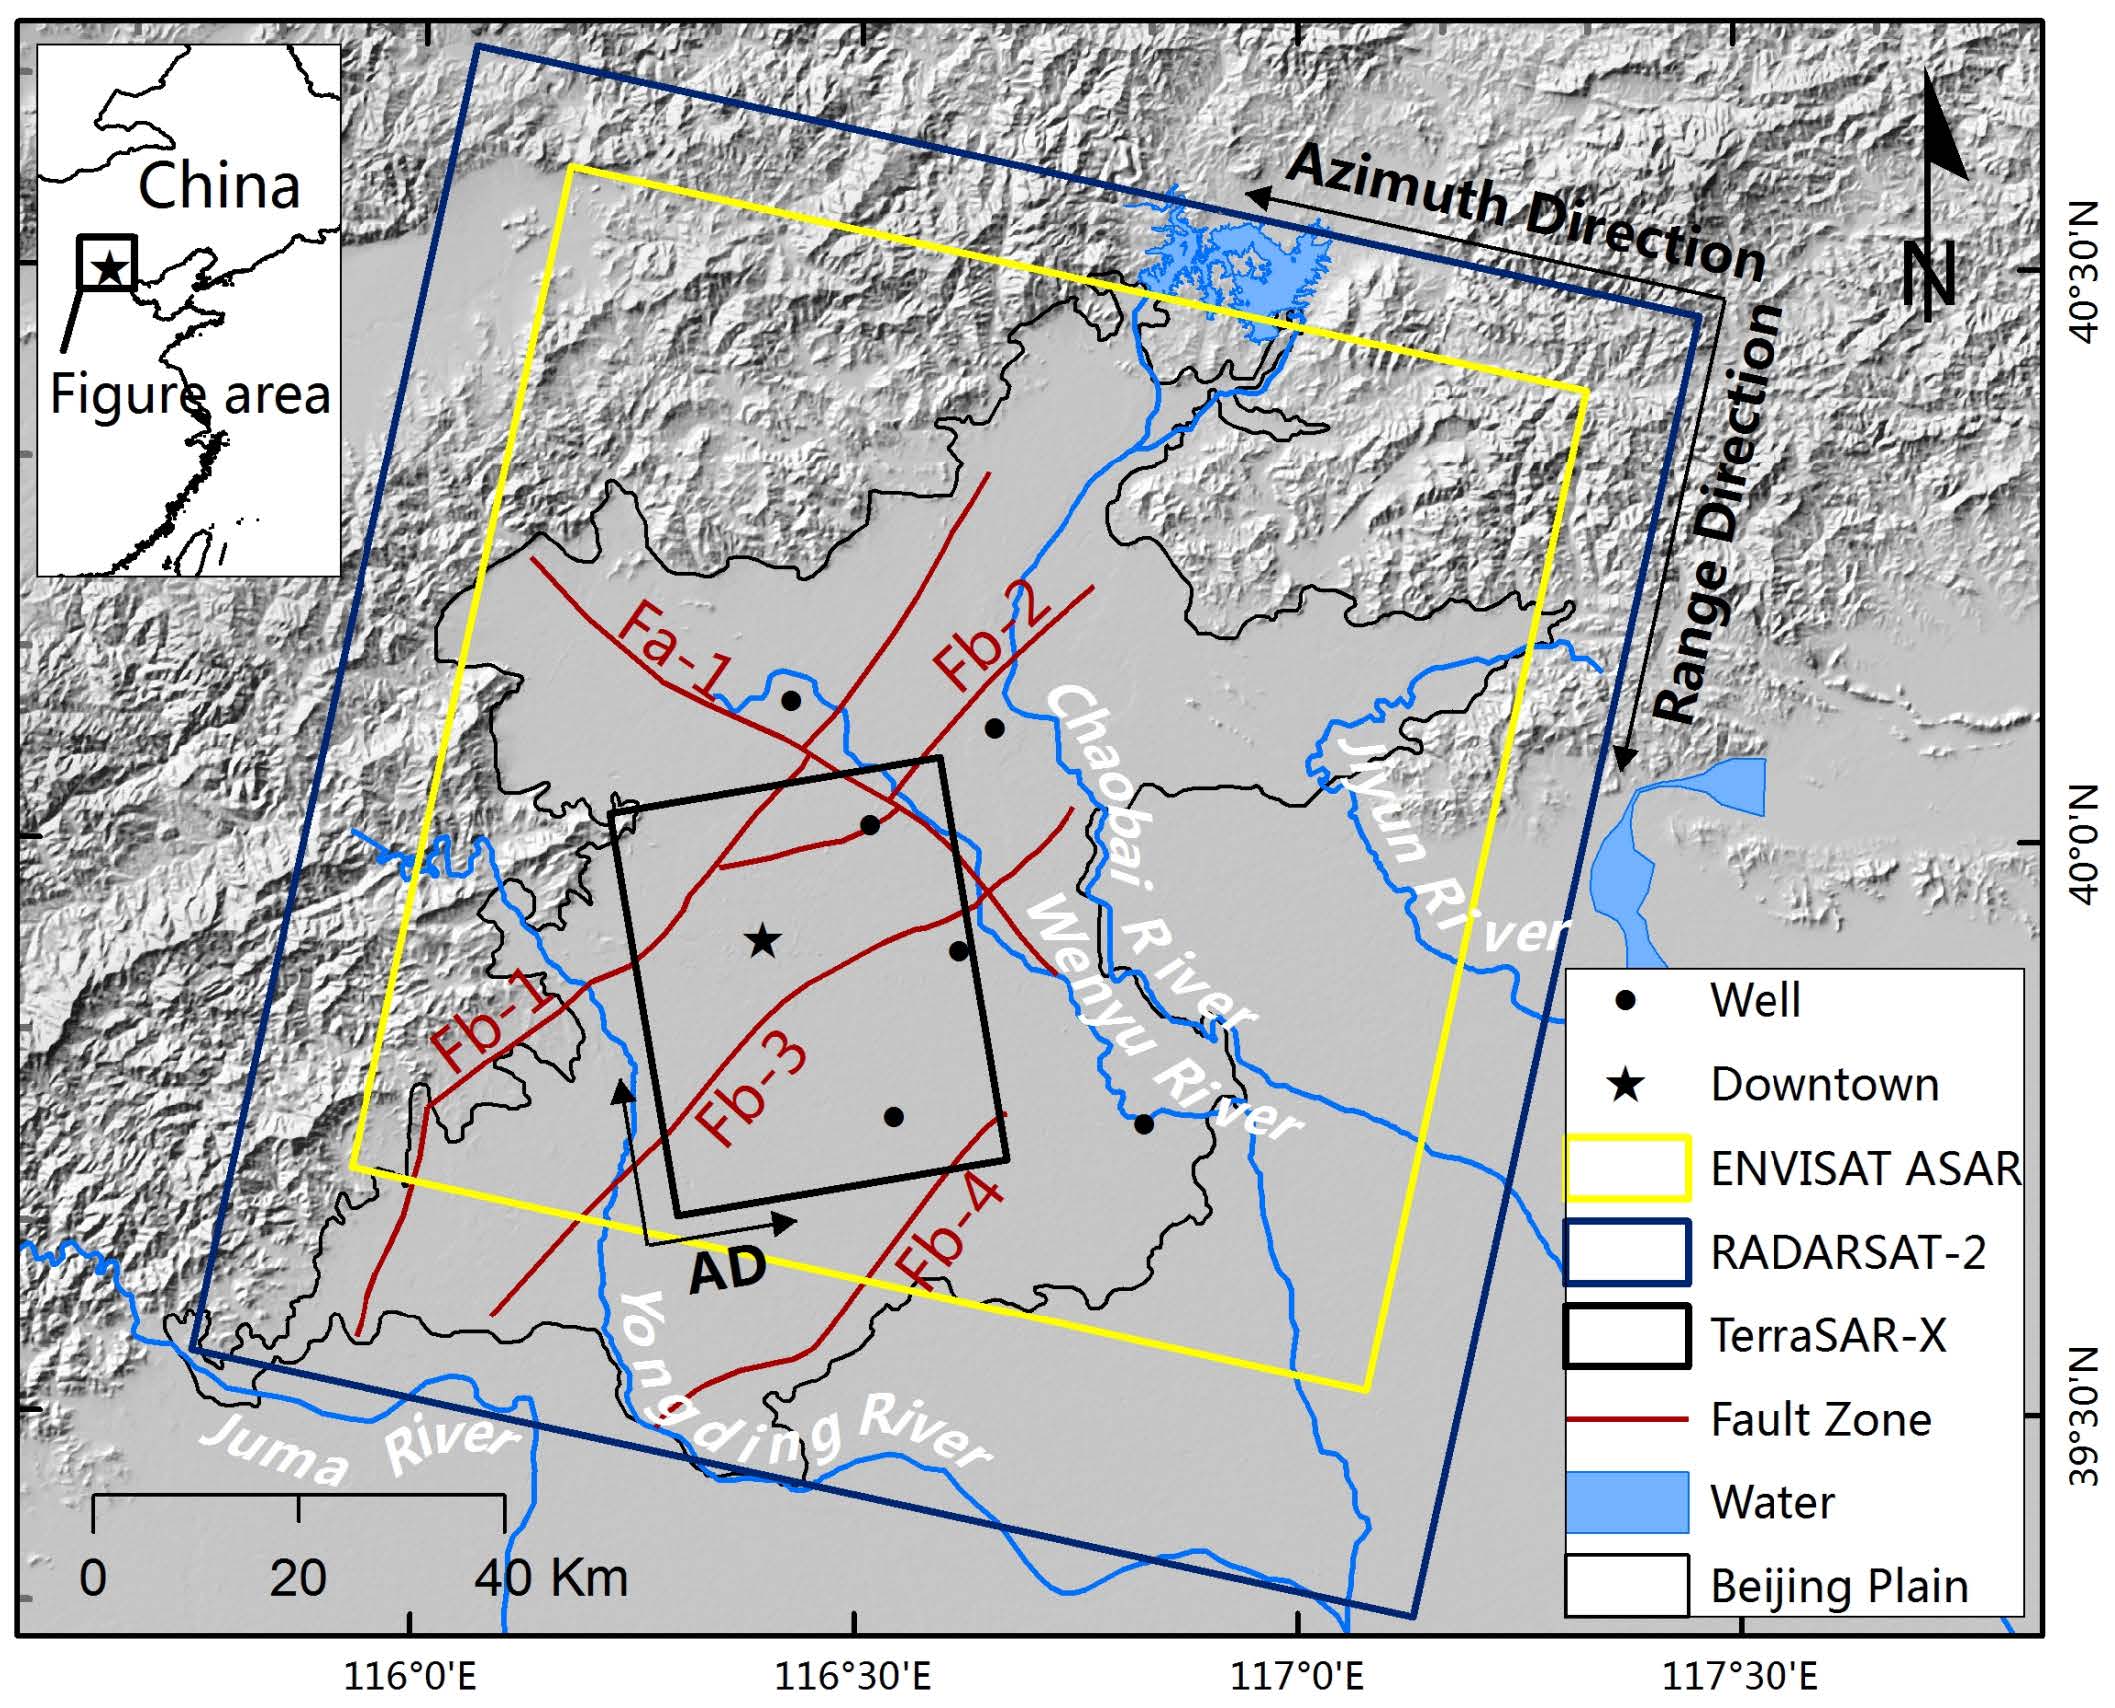 China
Figure area
Azimuth Direction
Range Direction
N
40°30'N
40°0'N
39°30'N
Fa-1
Fb-2
Fb-1
Fb-3
Fb-4
Chaobai River
Wenyu River
Jiyun River
Yongding River
Juma River
AD
Well
Downtown
ENVISAT ASAR
RADARSAT-2
TerraSAR-X
Fault Zone
Water
Beijing Plain
0 20 40 Km
116°0'E 116°30'E 117°0'E 117°30'E